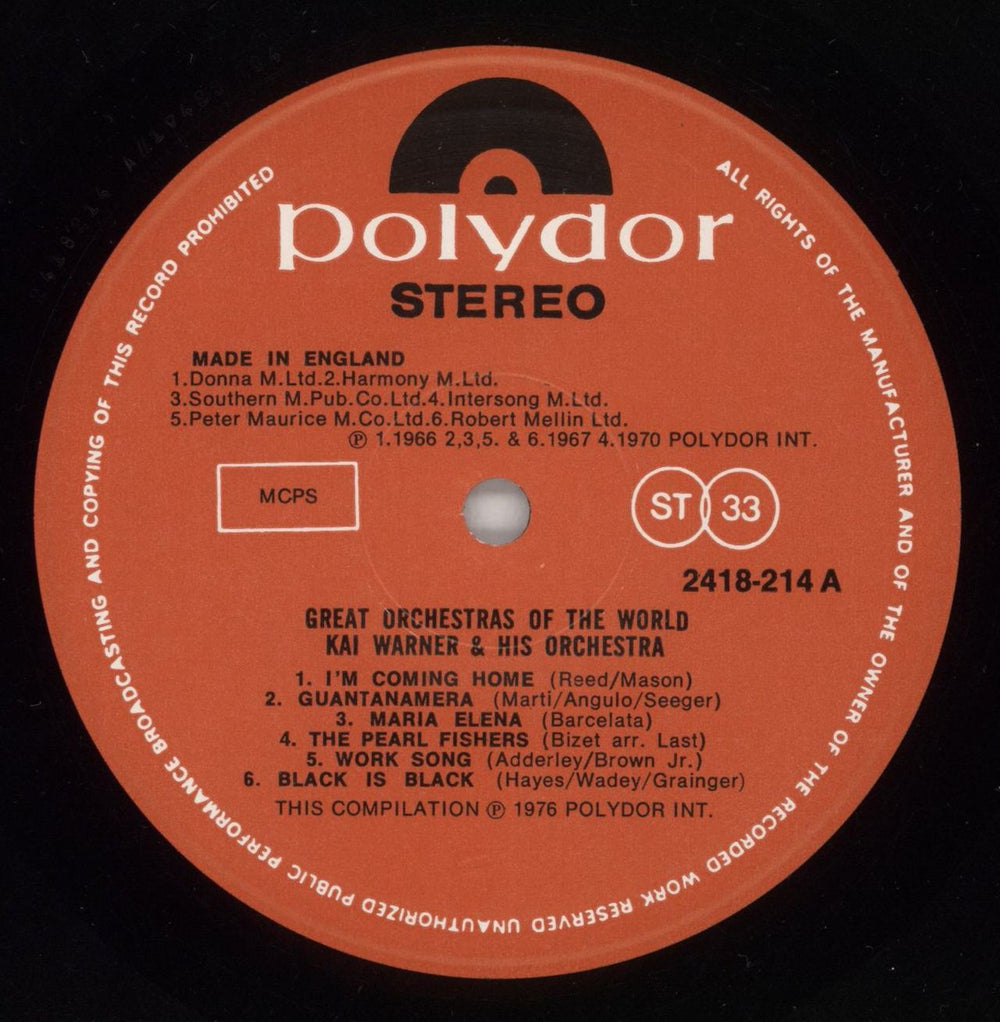 polydor
STEREO
MADE IN ENGLAND
1.Donna M.Ltd.2.Harmony M.Ltd.
3.Southern M.Pub.Co.Ltd.4.Intersong M.Ltd.
5.Peter Maurice M.Co.Ltd.6.Robert Mellin Ltd.
℗ 1.1966 2,3,5. & 6.1967 4.1970 POLYDOR INT.
MCPS
ST 33
2418-214 A
GREAT ORCHESTRAS OF THE WORLD
KAI WARNER & HIS ORCHESTRA
1. I'M COMING HOME (Reed/Mason)
2. GUANTANAMERA (Marti/Angulo/Seeger)
3. MARIA ELENA (Barcelata)
4. THE PEARL FISHERS (Bizet arr. Last)
5. WORK SONG (Adderley/Brown Jr.)
6. BLACK IS BLACK (Hayes/Wadey/Grainger)
THIS COMPILATION ℗ 1976 POLYDOR INT.
ALL RIGHTS OF THE MANUFACTURER AND OF THE OWNER OF THE RECORDED WORK RESERVED UNAUTHORIZED PUBLIC PERFORMANCE BROADCASTING AND COPYING OF THIS RECORD PROHIBITED